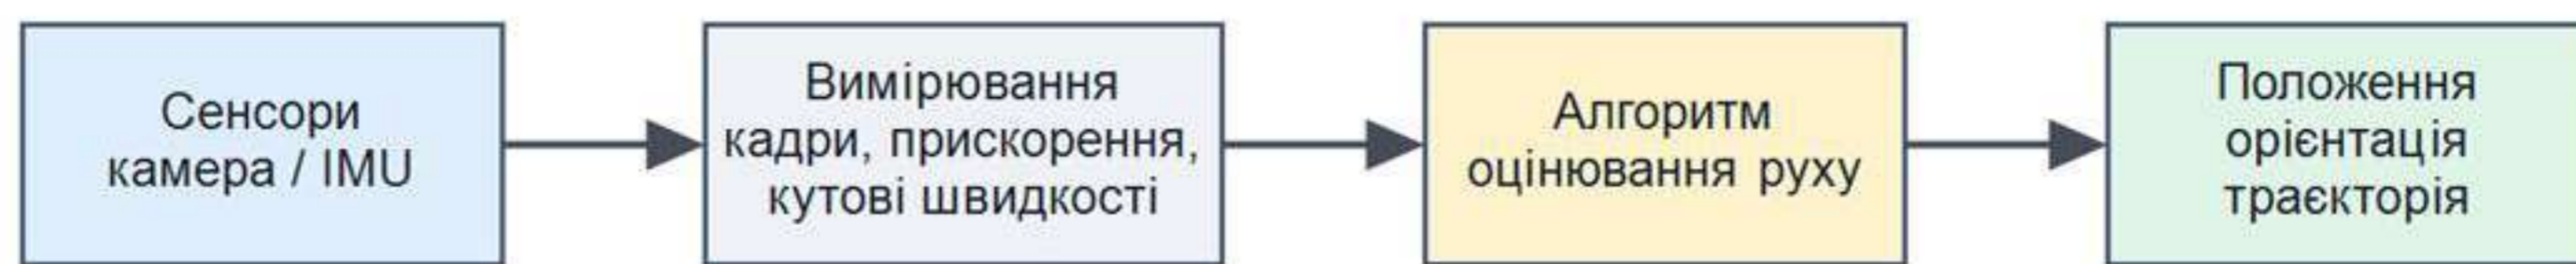 Сенсори
камера / IMU
Вимірювання
кадри, прискорення,
кутові швидкості
Алгоритм
оцінювання руху
Положення
орієнтація
траєкторія